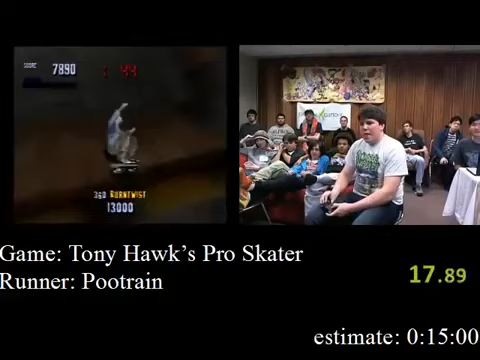 SCORE 7890 1 44
360 BURNTWIST
13000
Game: Tony Hawk’s Pro Skater
Runner: Pootrain
17.89
estimate: 0:15:00